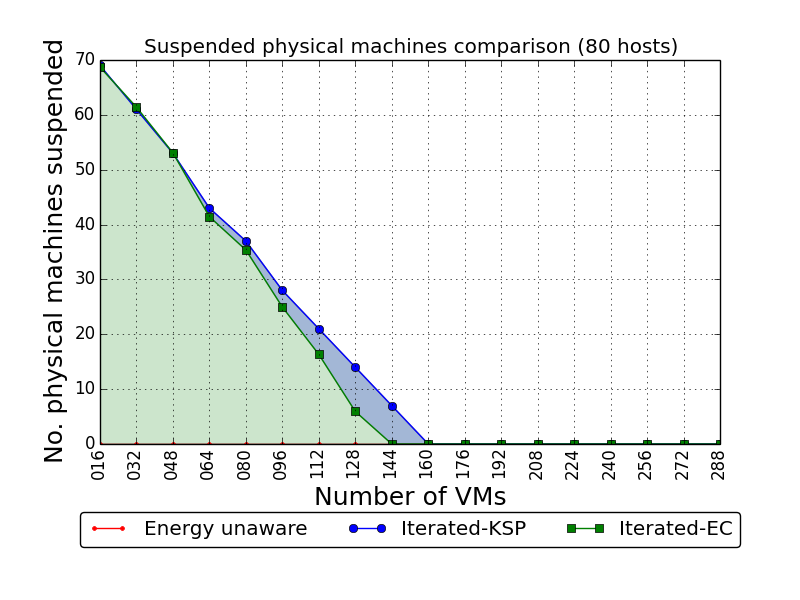 Suspended physical machines comparison (80 hosts)
No. physical machines suspended
70
60
50
40
30
20
10
0
016 032 048 064 080 096 112 128 144 160 176 192 208 224 240 256 272 288
Number of VMs
Energy unaware Iterated-KSP Iterated-EC